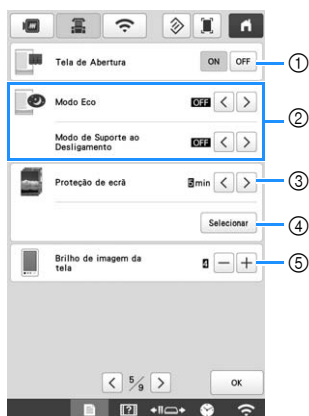 Tela de Abertura
ON OFF
①
Modo Eco
OFF
②
Modo de Suporte ao
Desligamento
OFF
Proteção de ecrã
5min
③
Selecionar
④
Brilho de imagem da
tela
4
⑤
5/9
OK